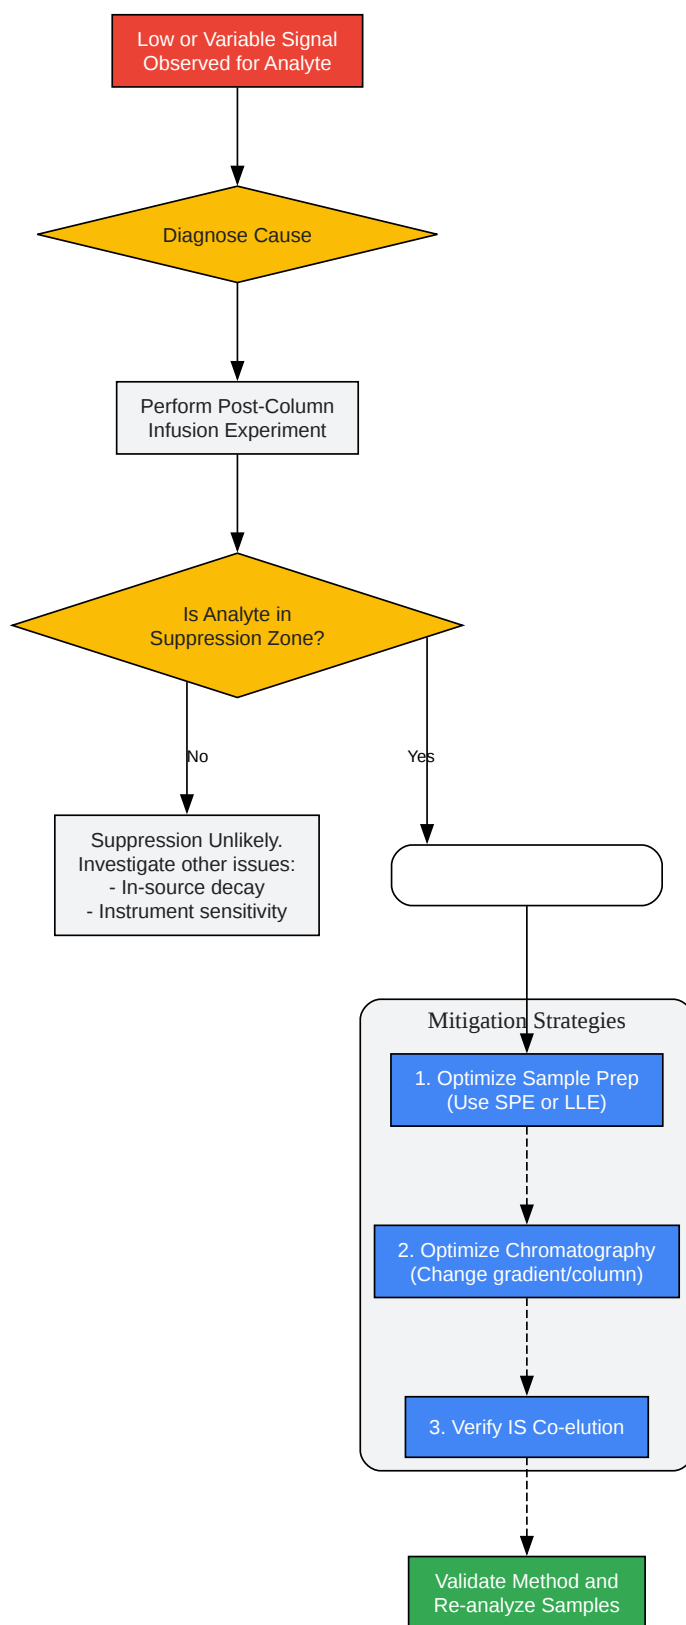 Low or Variable Signal
Observed for Analyte
Diagnose Cause
Perform Post-Column
Infusion Experiment
Is Analyte in
Suppression Zone?
No
Yes
Suppression Unlikely.
Investigate other issues:
- In-source decay
- Instrument sensitivity
Mitigation Strategies
1. Optimize Sample Prep
(Use SPE or LLE)
2. Optimize Chromatography
(Change gradient/column)
3. Verify IS Co-elution
Validate Method and
Re-analyze Samples